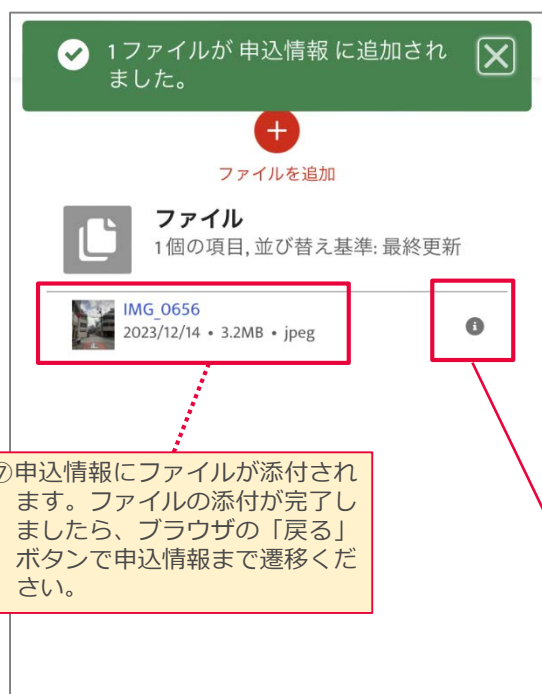 1ファイルが 申込情報 に追加され
ました。
ファイルを追加
ファイル
1個の項目, 並び替え基準: 最終更新
IMG_0656
2023/12/14 • 3.2MB • jpeg
⑦申込情報にファイルが添付され
ます。ファイルの添付が完了し
ましたら、ブラウザの「戻る」
ボタンで申込情報まで遷移くだ
さい。